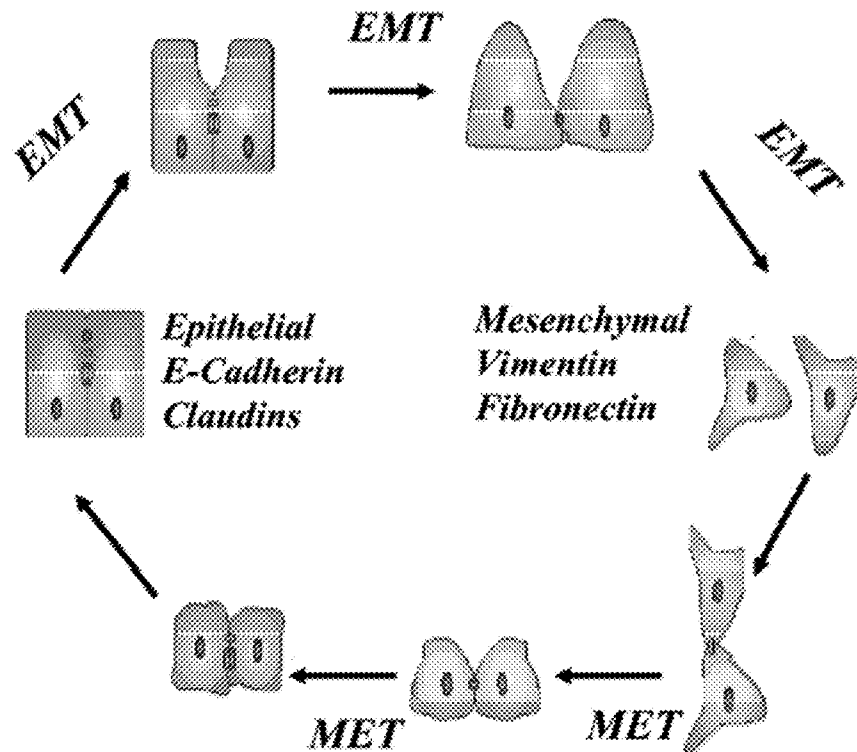 EMT
EMT
EMT
Epithelial
E-Cadherin
Claudins
Mesenchymal
Vimentin
Fibronectin
MET
MET